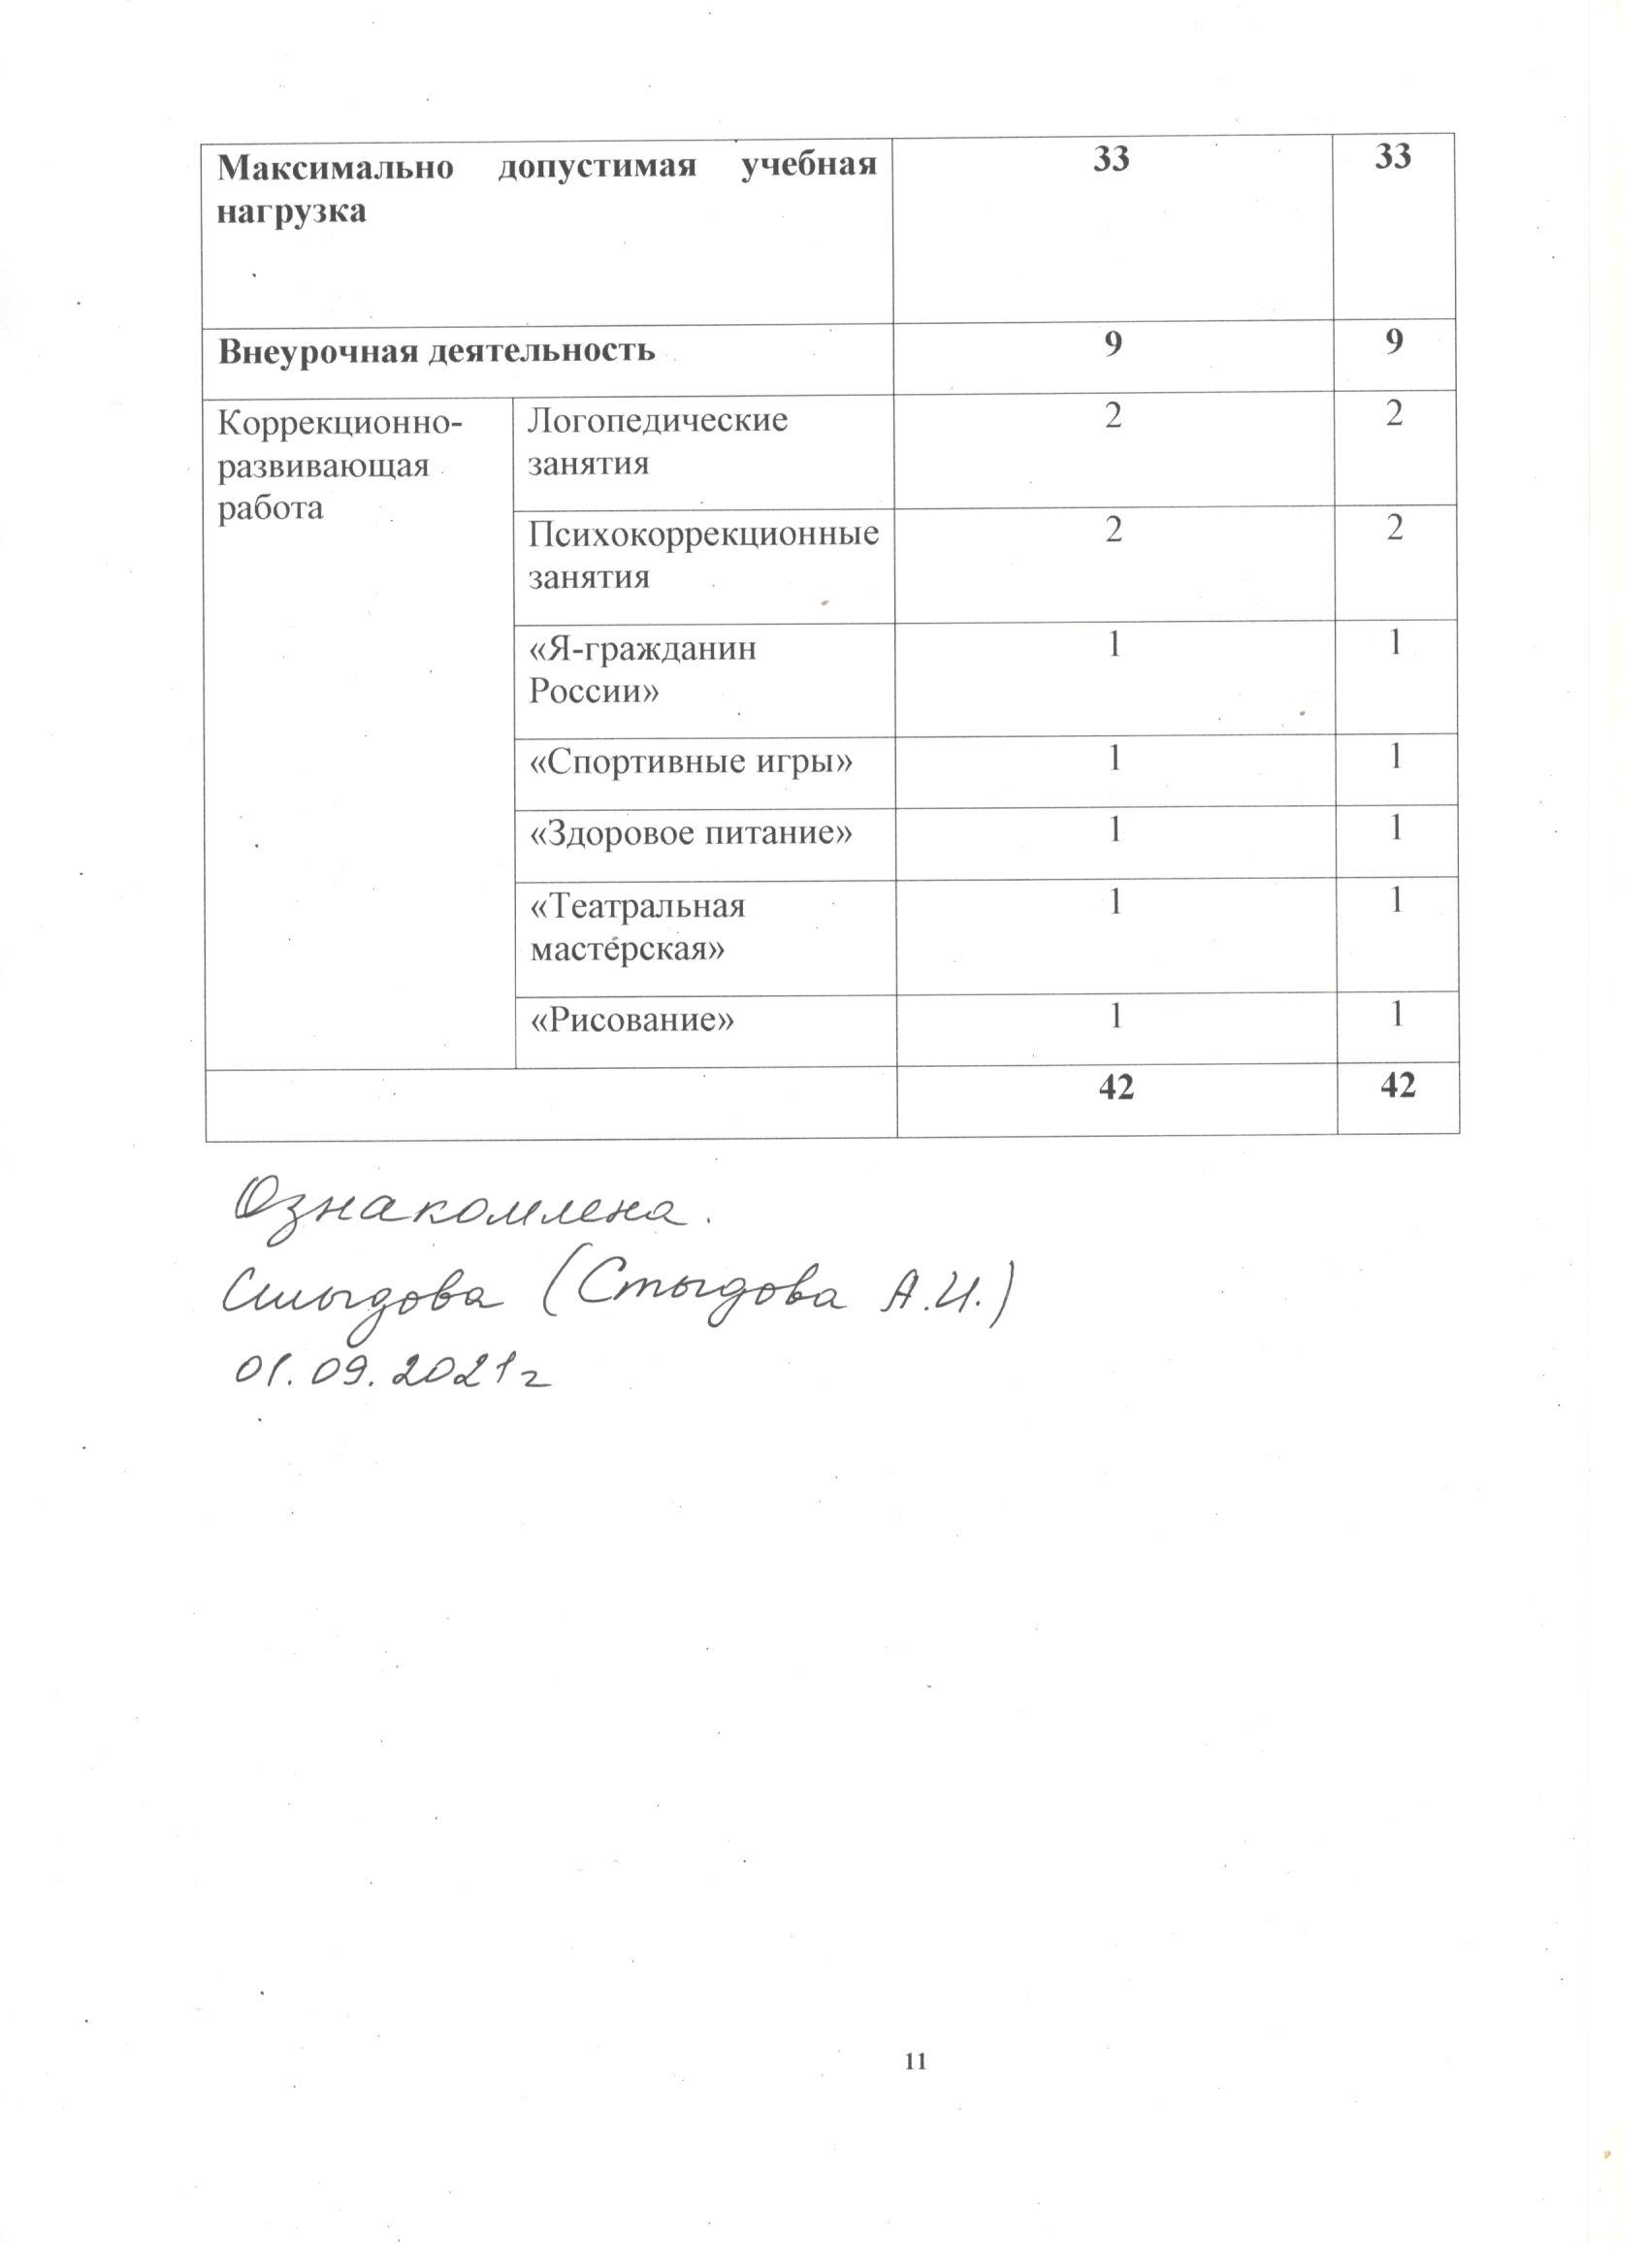 Максимально допустимая учебная 33 33
нагрузка
Внеурочная деятельность 9 9
Коррекционно- Логопедические 2 2
развивающая занятия
работа
Психокоррекционные 2 2
занятия
«Я-гражданин 1 1
России»
«Спортивные игры» 1 1
«Здоровое питание» 1 1
«Театральная 1 1
мастерская»
«Рисование» 1 1
42 42
Ознакомлена.
Стыдова (Стыдова А.И.)
01.09.2021г
11